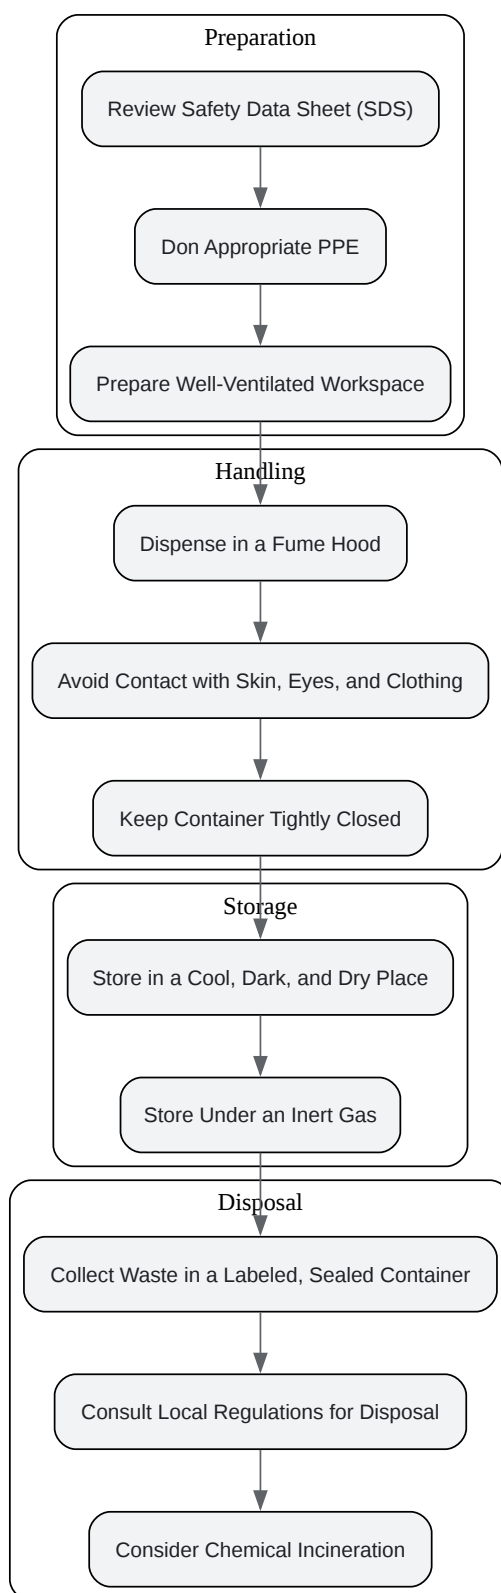 Preparation
Review Safety Data Sheet (SDS)
Don Appropriate PPE
Prepare Well-Ventilated Workspace
Handling
Dispense in a Fume Hood
Avoid Contact with Skin, Eyes, and Clothing
Keep Container Tightly Closed
Storage
Store in a Cool, Dark, and Dry Place
Store Under an Inert Gas
Disposal
Collect Waste in a Labeled, Sealed Container
Consult Local Regulations for Disposal
Consider Chemical Incineration